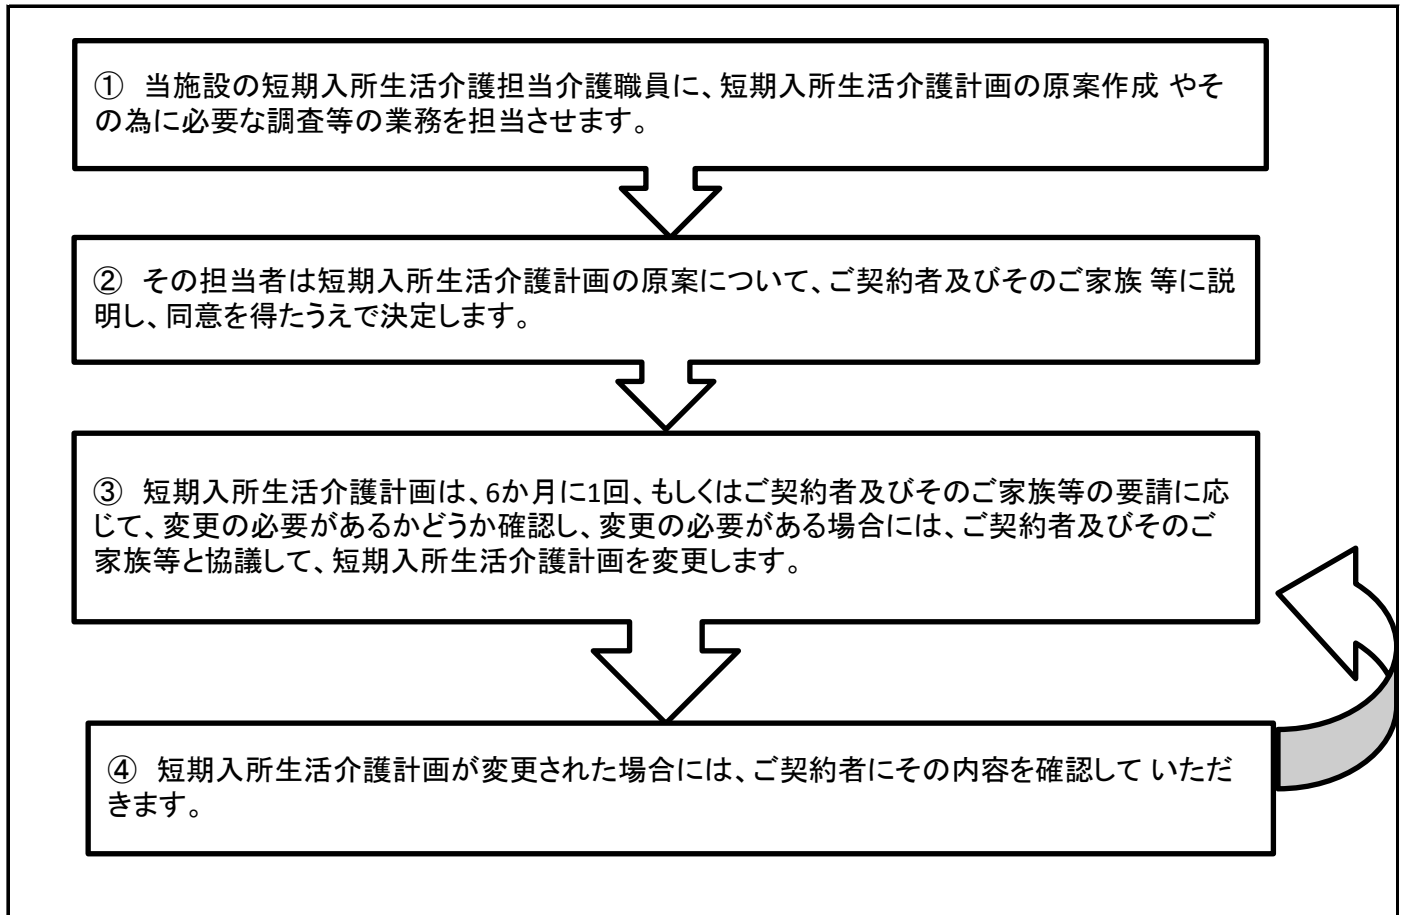 ① 当施設の短期入所生活介護担当介護職員に、短期入所生活介護計画の原案作成 やそ
の為に必要な調査等の業務を担当させます。
② その担当者は短期入所生活介護計画の原案について、ご契約者及びそのご家族 等に説
明し、同意を得たうえで決定します。
③ 短期入所生活介護計画は、6か月に1回、もしくはご契約者及びそのご家族等の要請に応
じて、変更の必要があるかどうか確認し、変更の必要がある場合には、ご契約者及びそのご
家族等と協議して、短期入所生活介護計画を変更します。
④ 短期入所生活介護計画が変更された場合には、ご契約者にその内容を確認して いただ
きます。